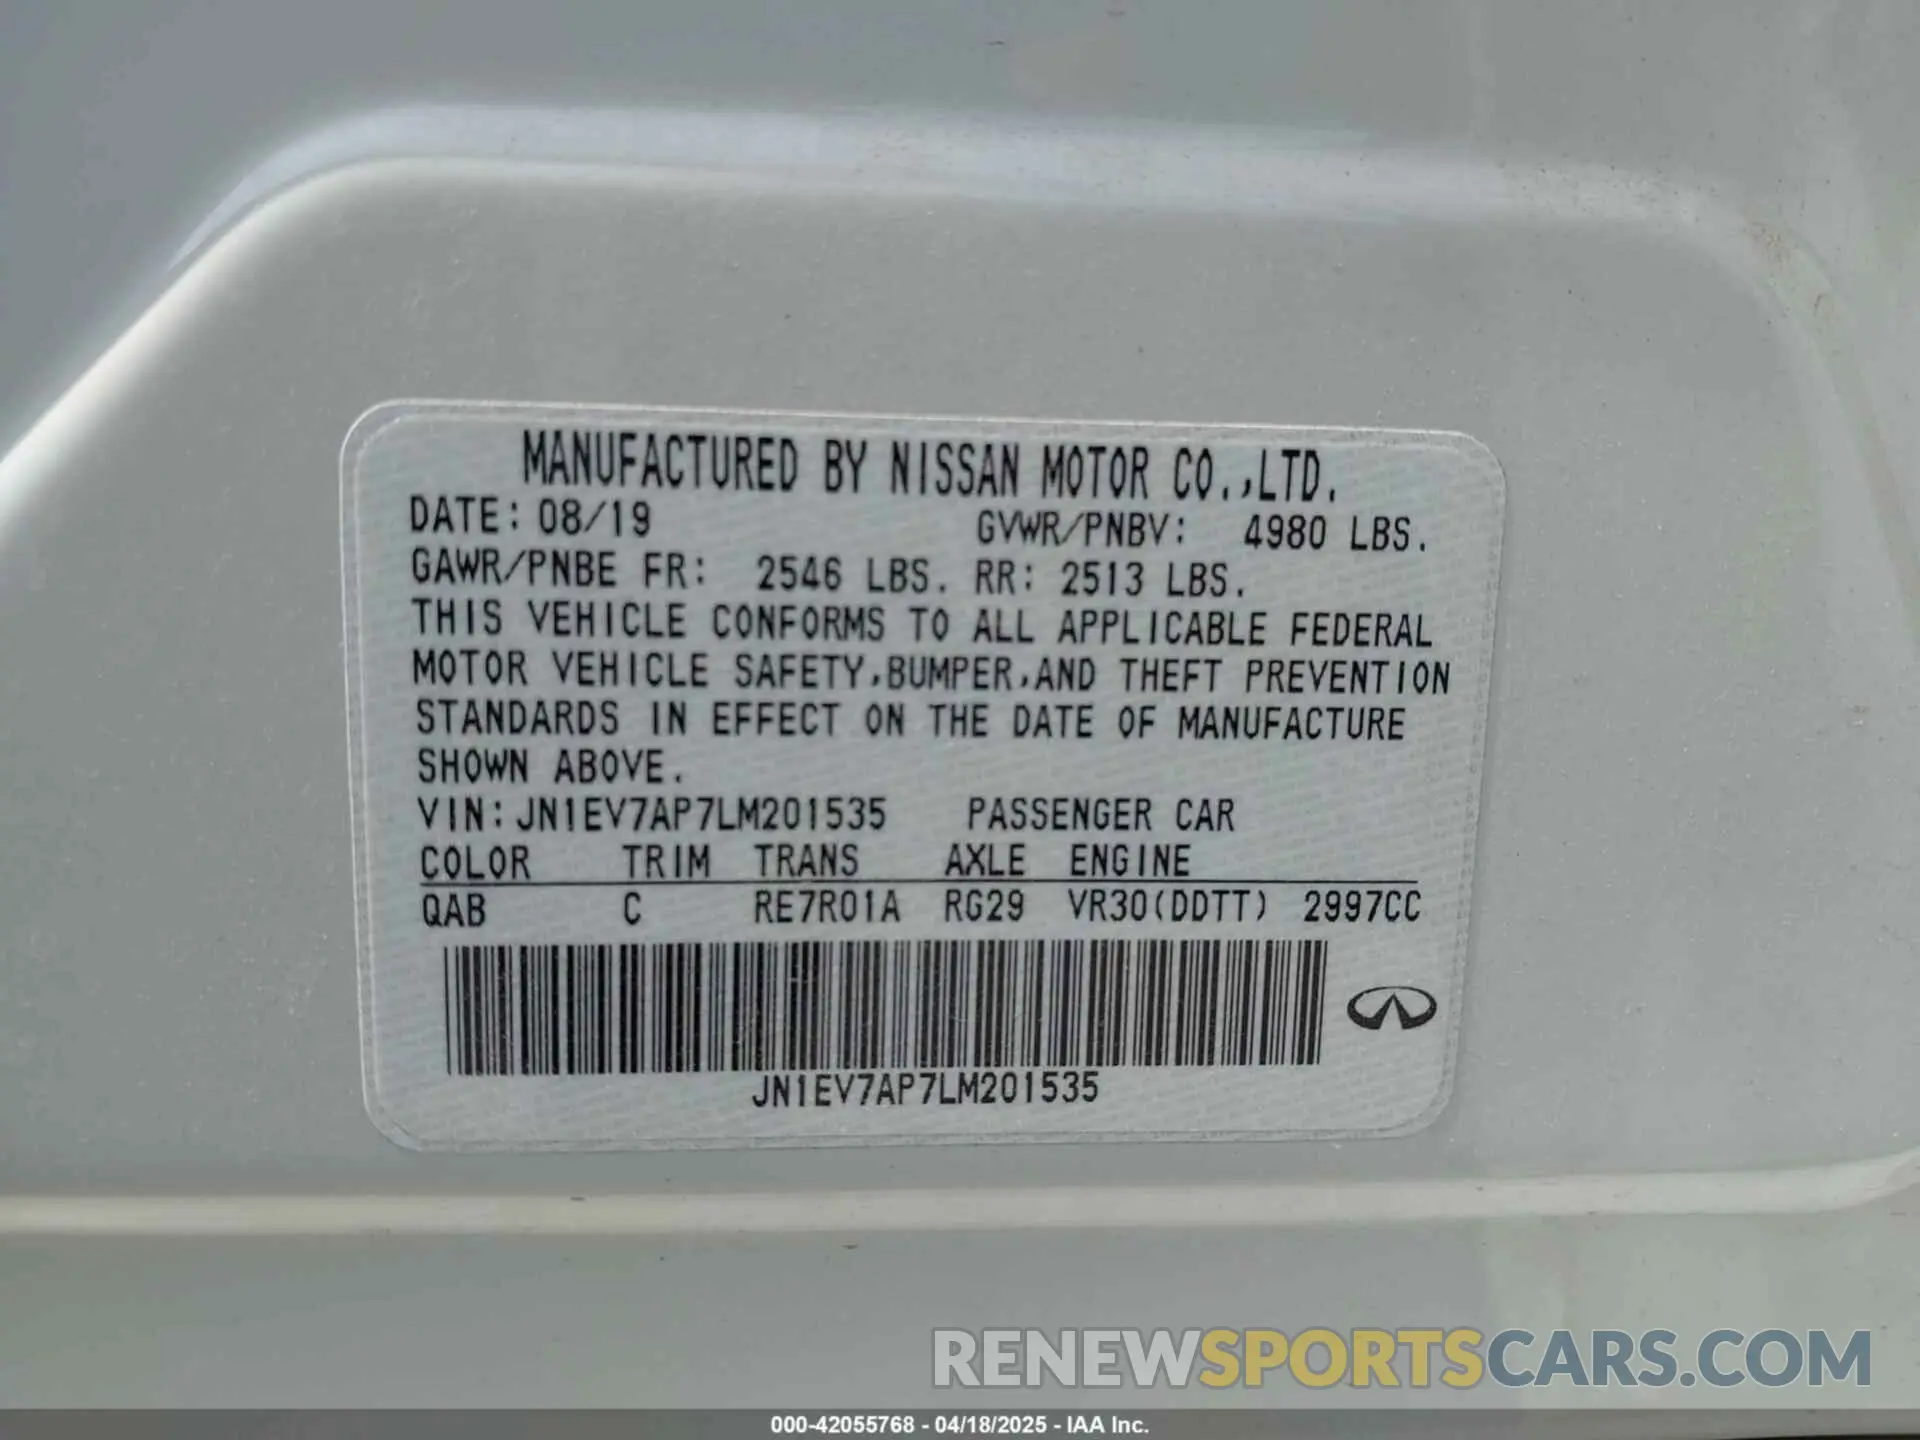 MANUFACTURED BY NISSAN MOTOR CO.,LTD.
DATE: 08/19 GVWR/PNBV: 4980 LBS.
GAWR/PNBE FR: 2546 LBS. RR: 2513 LBS.
THIS VEHICLE CONFORMS TO ALL APPLICABLE FEDERAL
MOTOR VEHICLE SAFETY,BUMPER,AND THEFT PREVENTION
STANDARDS IN EFFECT ON THE DATE OF MANUFACTURE
SHOWN ABOVE.
VIN: JN1EV7AP7LM201535 PASSENGER CAR
COLOR TRIM TRANS AXLE ENGINE
QAB C RE7R01A RG29 VR30(DDTT) 2997CC
JN1EV7AP7LM201535
RENEWSPORTSCARS.COM
000-42055768 - 04/18/2025 - IAA Inc.